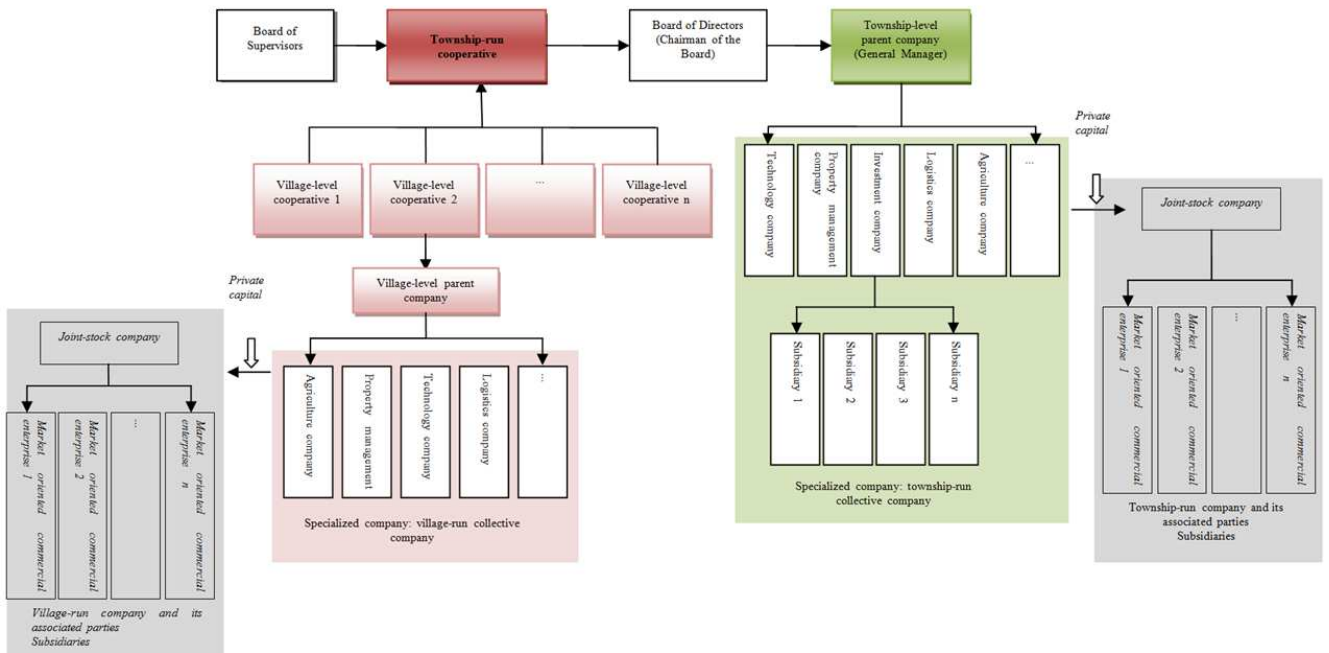 Board of
Supervisors
Township-run
cooperative
Board of Directors
(Chairman of the
Board)
Township-level
parent company
(General Manager)
Private
capital
Technology company
Property management
company
Investment company
Logistics company
Agriculture company
...
Joint-stock company
Village-level
cooperative 1
Village-level
cooperative 2
...
Village-level
cooperative n
Village-level parent
company
Private
capital
Subsidiary 1
Subsidiary 2
Subsidiary 3
Subsidiary n
Market oriented commercial
enterprise 1
Market oriented commercial
enterprise 2
...
Market oriented commercial
enterprise n
Joint-stock company
Agriculture company
Property management
Technology company
Logistics company
...
Market oriented commercial
enterprise 1
Market oriented commercial
enterprise 2
...
Market oriented commercial
enterprise n
Specialized company: township-run
collective company
Township-run company and its
associated parties
Subsidiaries
Specialized company: village-run collective
company
Village-run company and its
associated parties
Subsidiaries